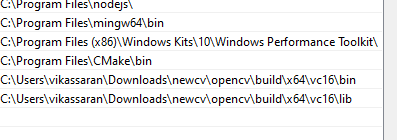 C:\Program Files\nodejs\
C:\Program Files\mingw64\bin
C:\Program Files (x86)\Windows Kits\10\Windows Performance Toolkit\
C:\Program Files\CMake\bin
C:\Users\vikassaran\Downloads\newcv\opencv\build\x64\vc16\bin
C:\Users\vikassaran\Downloads\newcv\opencv\build\x64\vc16\lib